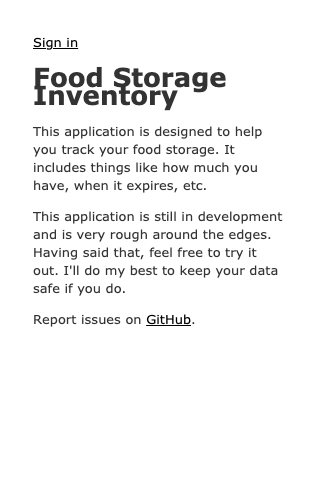 Sign in
Food Storage
Inventory
This application is designed to help
you track your food storage. It
includes things like how much you
have, when it expires, etc.
This application is still in development
and is very rough around the edges.
Having said that, feel free to try it
out. I'll do my best to keep your data
safe if you do.
Report issues on GitHub.